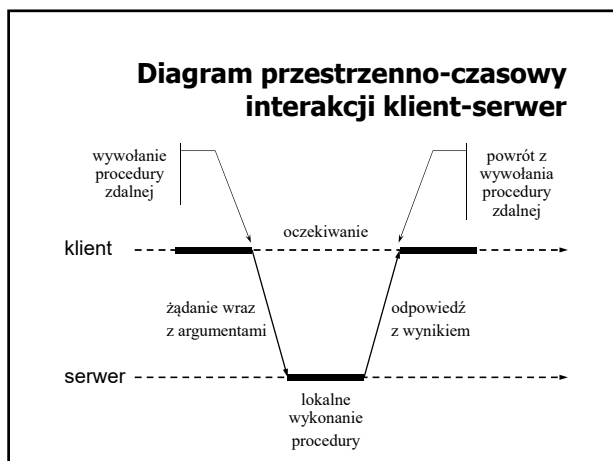 Diagram przestrzenno-czasowy
interakcji klient-serwer
wywołanie
procedury
zdalnej
powrót z
wywołania
procedury
zdalnej
oczekiwanie
klient
żądanie wraz
z argumentami
odpowiedź
z wynikiem
serwer
lokalne
wykonanie
procedury